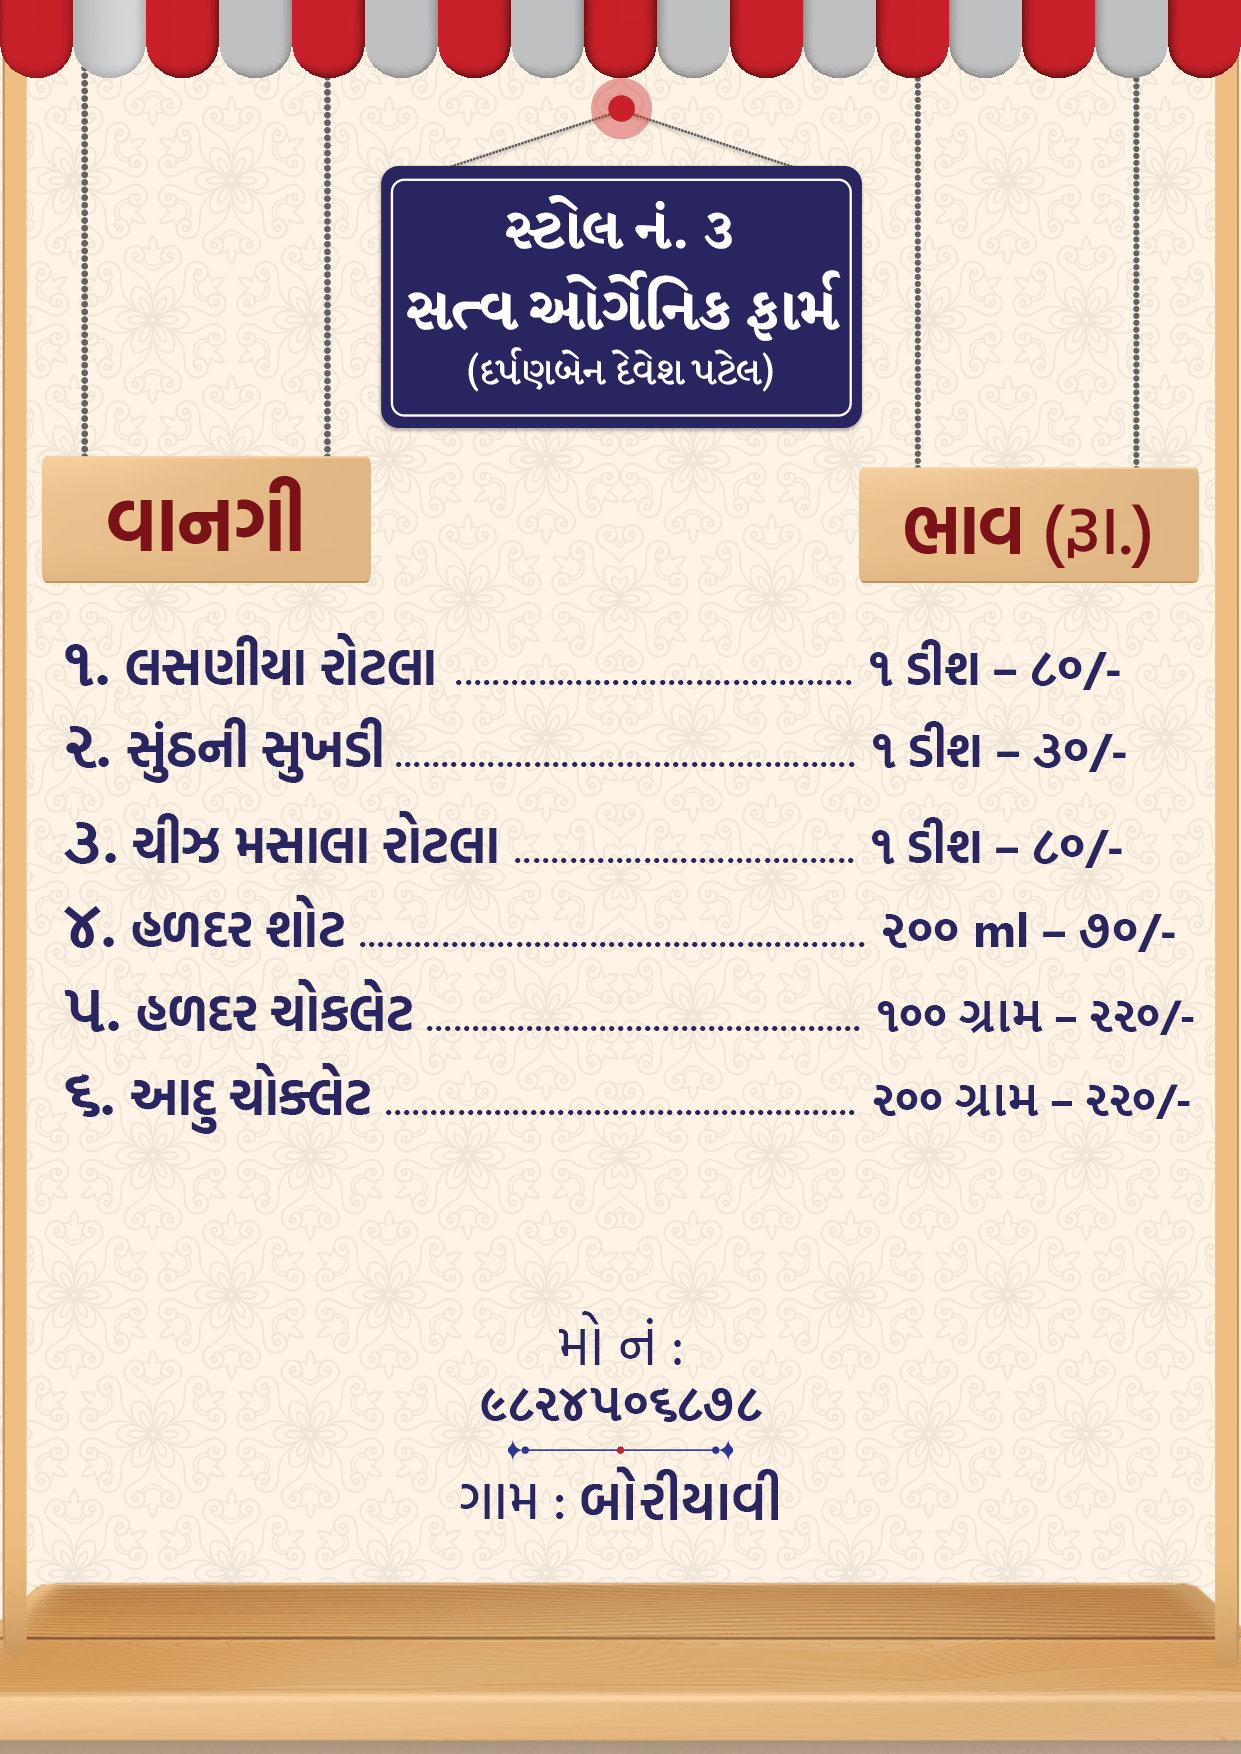 સ્ટોલ નં. ૩
સત્વ ઓર્ગેનિક ફાર્મ
(દર્પણબેન દેવેશ પટેલ)
વાનગી ભાવ (રૂા.)
૧. લસણીયા રોટલા ................................ ૧ ડીશ – ૮૦/-
૨. સુંઠની સુખડી ................................ ૧ ડીશ – ૩૦/-
૩. ચીઝ મસાલા રોટલા ................................ ૧ ડીશ – ૮૦/-
૪. હળદર શોટ ................................ ૨૦૦ ml – ૭૦/-
૫. હળદર ચોકલેટ ................................ ૧૦૦ ગ્રામ – ૨૨૦/-
૬. આદુ ચોક્લેટ ................................ ૨૦૦ ગ્રામ – ૨૨૦/-
મો નં :
૯૮૨૪૫૦૬૮૭૮
ગામ : બોરીયાવી